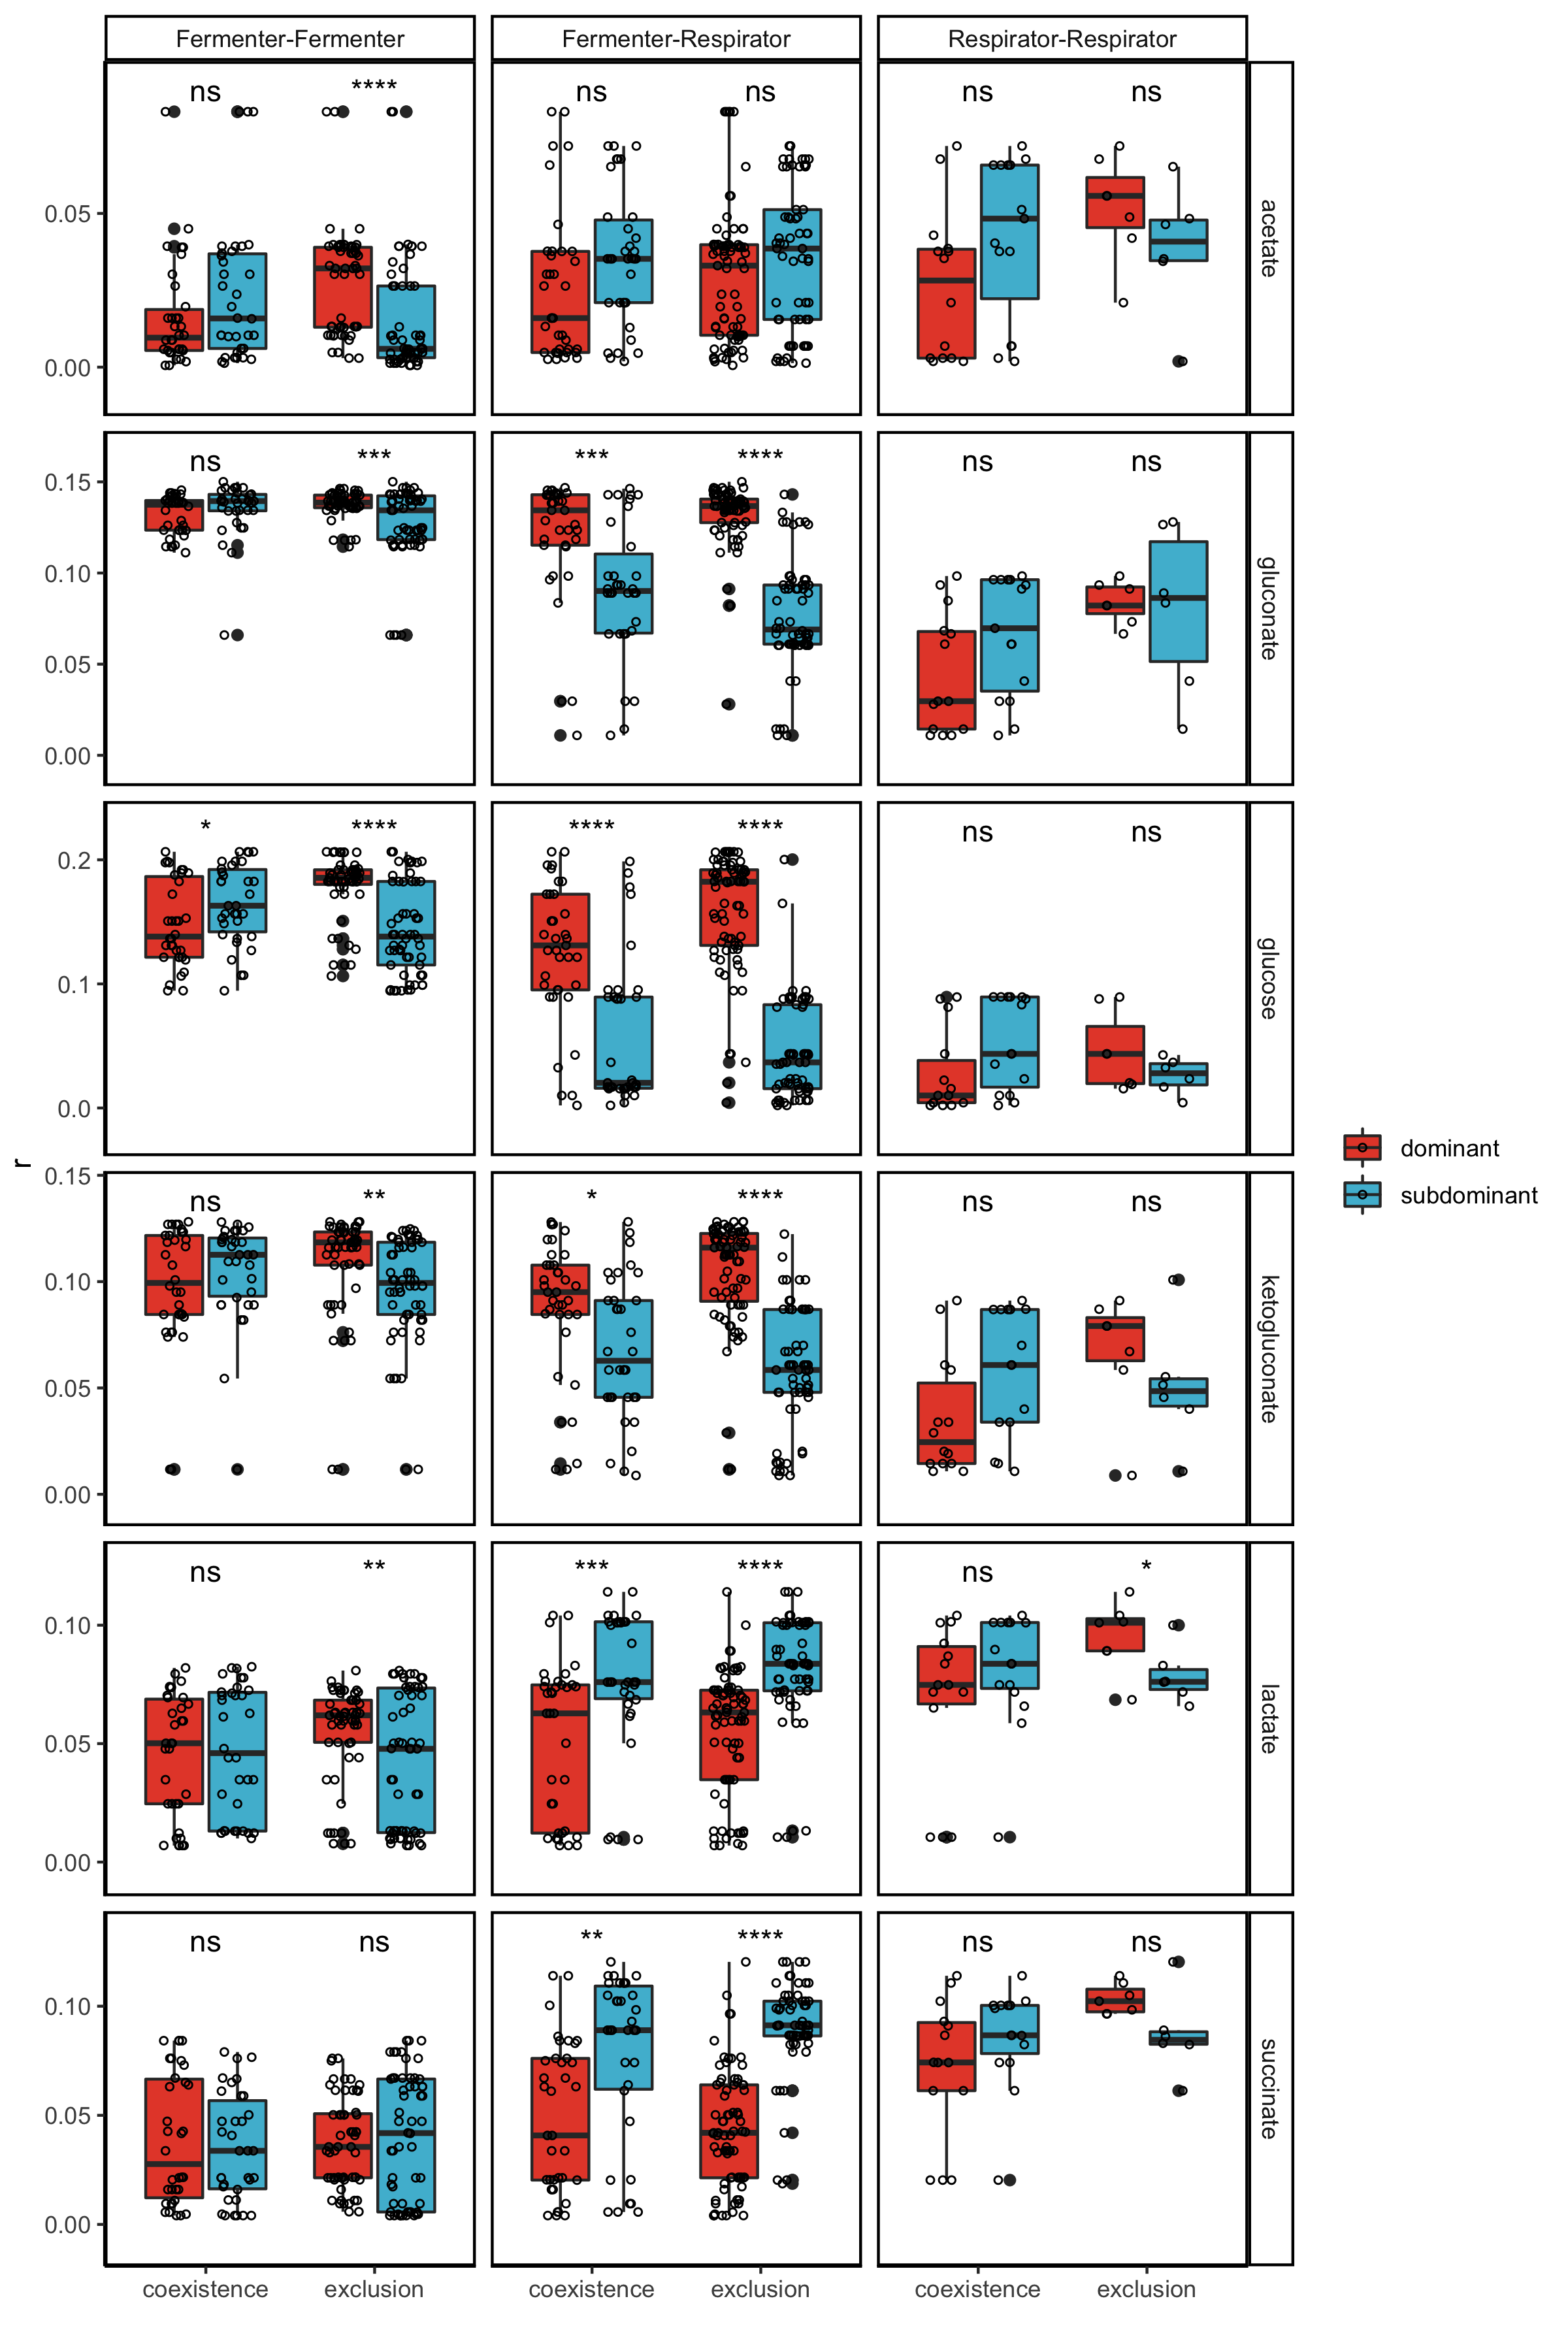 Fermenter-Fermenter Fermenter-Respirator Respirator-Respirator
ns **** ns ns ns ns
0.05
0.00
acetate
ns *** *** **** ns ns
0.15
0.10
0.05
0.00
gluconate
* **** **** **** ns ns
0.2
0.1
0.0
glucose
r
dominant
subdominant
ns ** * **** ns ns
0.15
0.10
0.05
0.00
ketogluconate
ns ** *** **** ns *
0.10
0.05
0.00
lactate
ns ns ** **** ns ns
0.10
0.05
0.00
succinate
coexistence exclusion coexistence exclusion coexistence exclusion